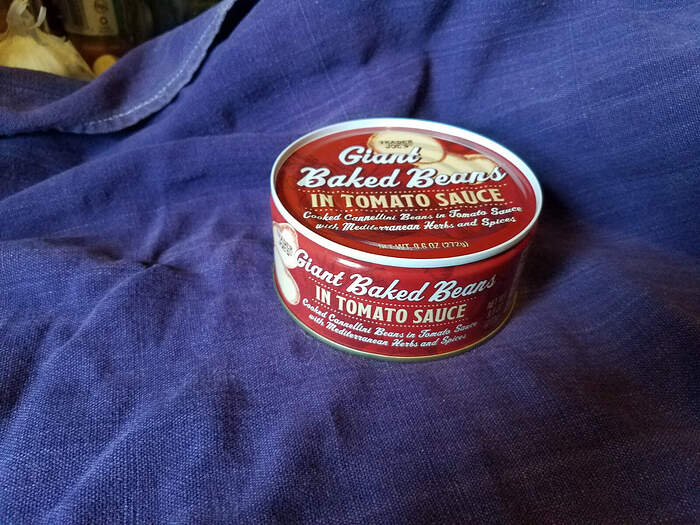 TRADER
JOE'S
Giant
Baked Beans
IN TOMATO SAUCE
Cooked Cannellini Beans in Tomato Sauce
with Mediterranean Herbs and Spices
NET WT. 9.6 OZ (272g)
Giant Baked Beans
IN TOMATO SAUCE
Cooked Cannellini Beans in Tomato Sauce
with Mediterranean Herbs and Spices